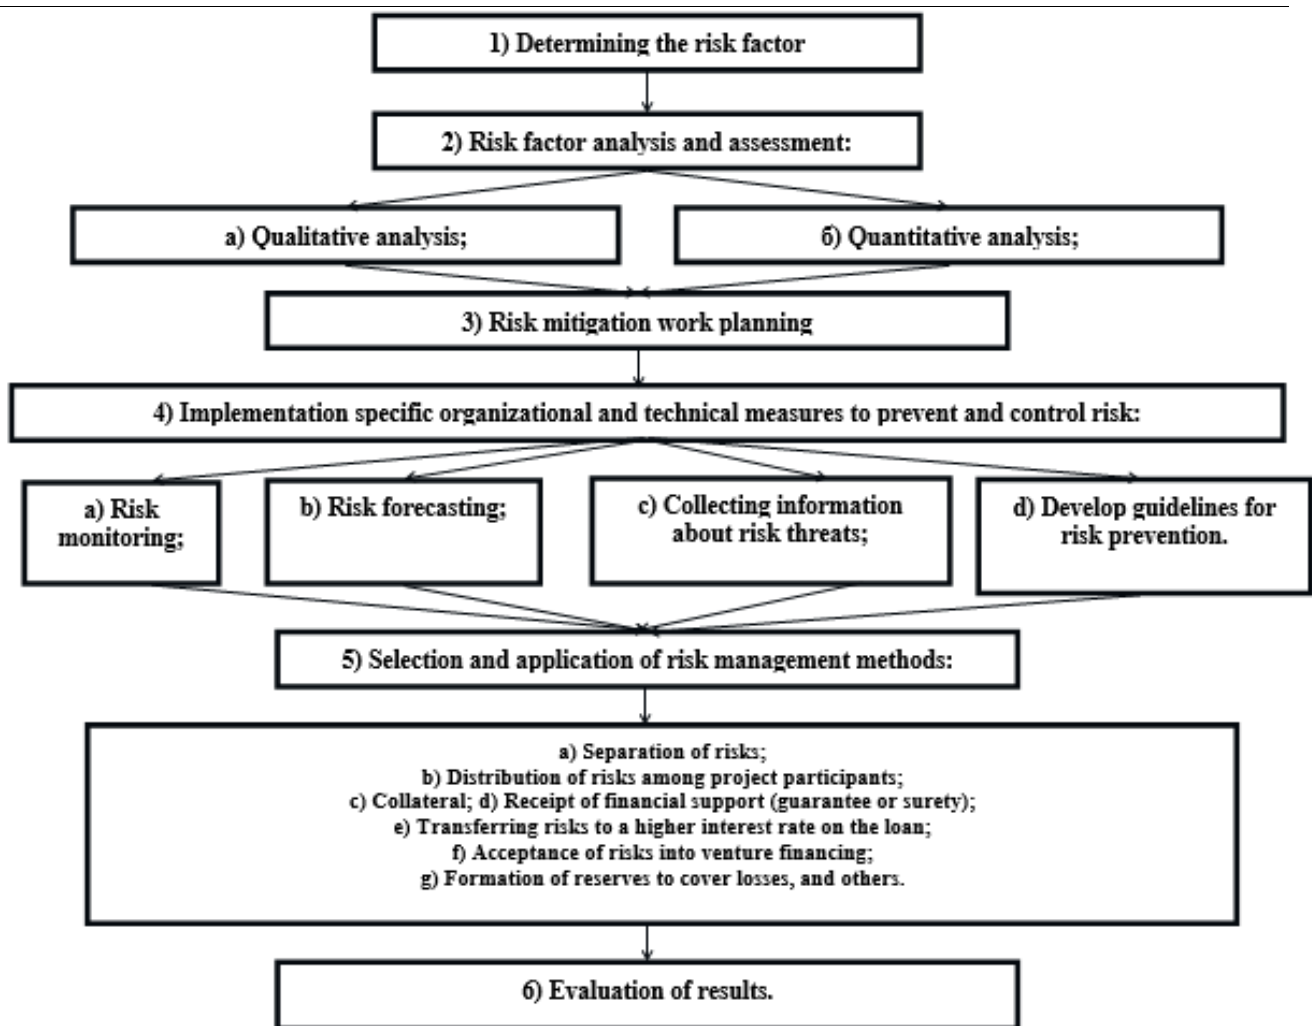 1) Determining the risk factor
2) Risk factor analysis and assessment:
a) Qualitative analysis;
б) Quantitative analysis;
3) Risk mitigation work planning
4) Implementation specific organizational and technical measures to prevent and control risk:
a) Risk
monitoring;
b) Risk forecasting;
c) Collecting information
about risk threats;
d) Develop guidelines for
risk prevention.
5) Selection and application of risk management methods:
a) Separation of risks;
b) Distribution of risks among project participants;
c) Collateral; d) Receipt of financial support (guarantee or surety);
e) Transferring risks to a higher interest rate on the loan;
f) Acceptance of risks into venture financing;
g) Formation of reserves to cover losses, and others.
6) Evaluation of results.